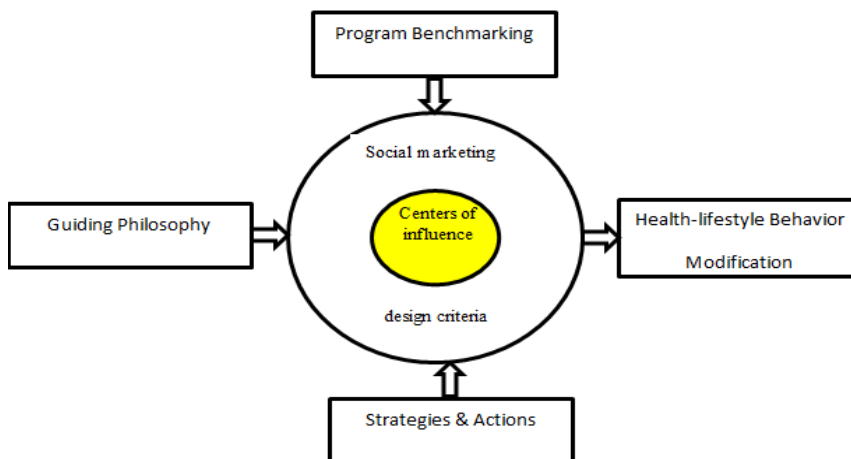 Program Benchmarking
Social marketing
Centers of
influence
Guiding Philosophy
Health-lifestyle Behavior
Modification
design criteria
Strategies & Actions